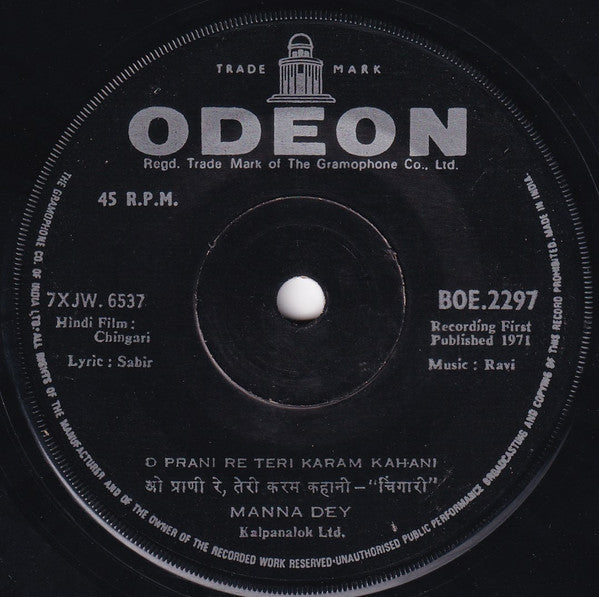 TRADE MARK
ODEON
Regd. Trade Mark of The Gramophone Co., Ltd.
45 R.P.M.
7XJW. 6537
Hindi Film :
Chingari
Lyric : Sabir
BOE.2297
Recording First
Published 1971
Music : Ravi
O PRANI RE TERI KARAM KAHANI
ओ प्राणी रे, तेरी करम कहानी – “चिंगारी”
MANNA DEY
Kalpanalok Ltd.
THE GRAMOPHONE CO. OF INDIA LTD. ALL RIGHTS OF THE MANUFACTURER AND OF THE OWNER OF THE RECORDED WORK RESERVED·UNAUTHORISED PUBLIC PERFORMANCE BROADCASTING AND COPYING OF THIS RECORD PROHIBITED. MADE IN INDIA.